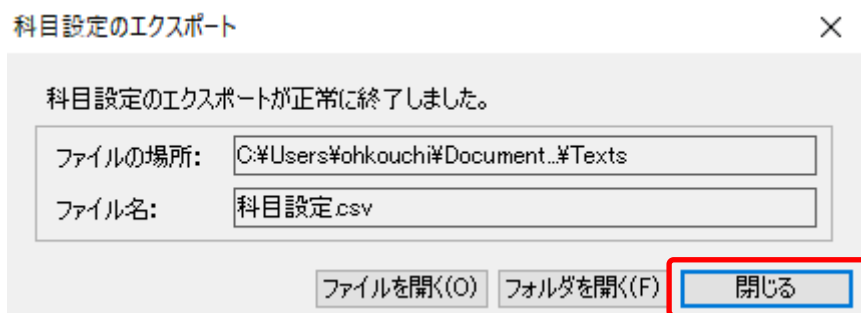 科目設定のエクスポート
科目設定のエクスポートが正常に終了しました。
ファイルの場所: C:¥Users¥ohkouchi¥Document...¥Texts
ファイル名: 科目設定.csv
ファイルを開く(O) フォルダを開く(F) 閉じる